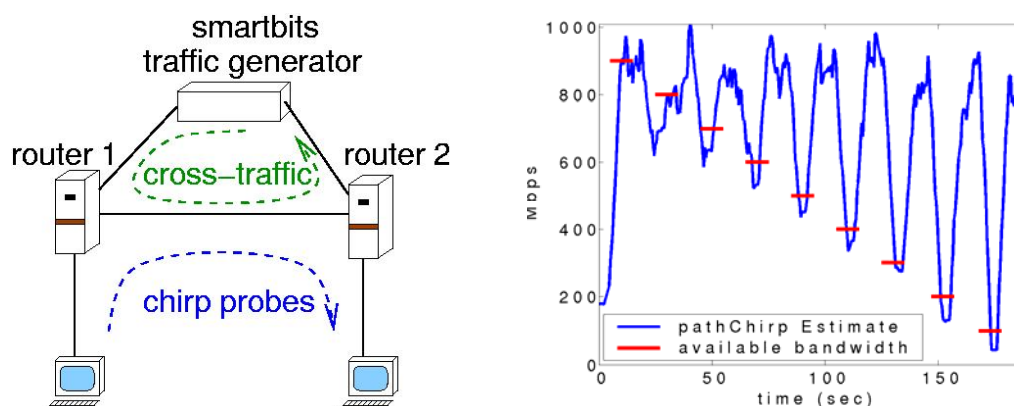 smartbits
traffic generator
router 1
router 2
cross-traffic
chirp probes
1000
800
600
400
200
0
Mbps
pathChirp Estimate
available bandwidth
0
50
100
150
time (sec)